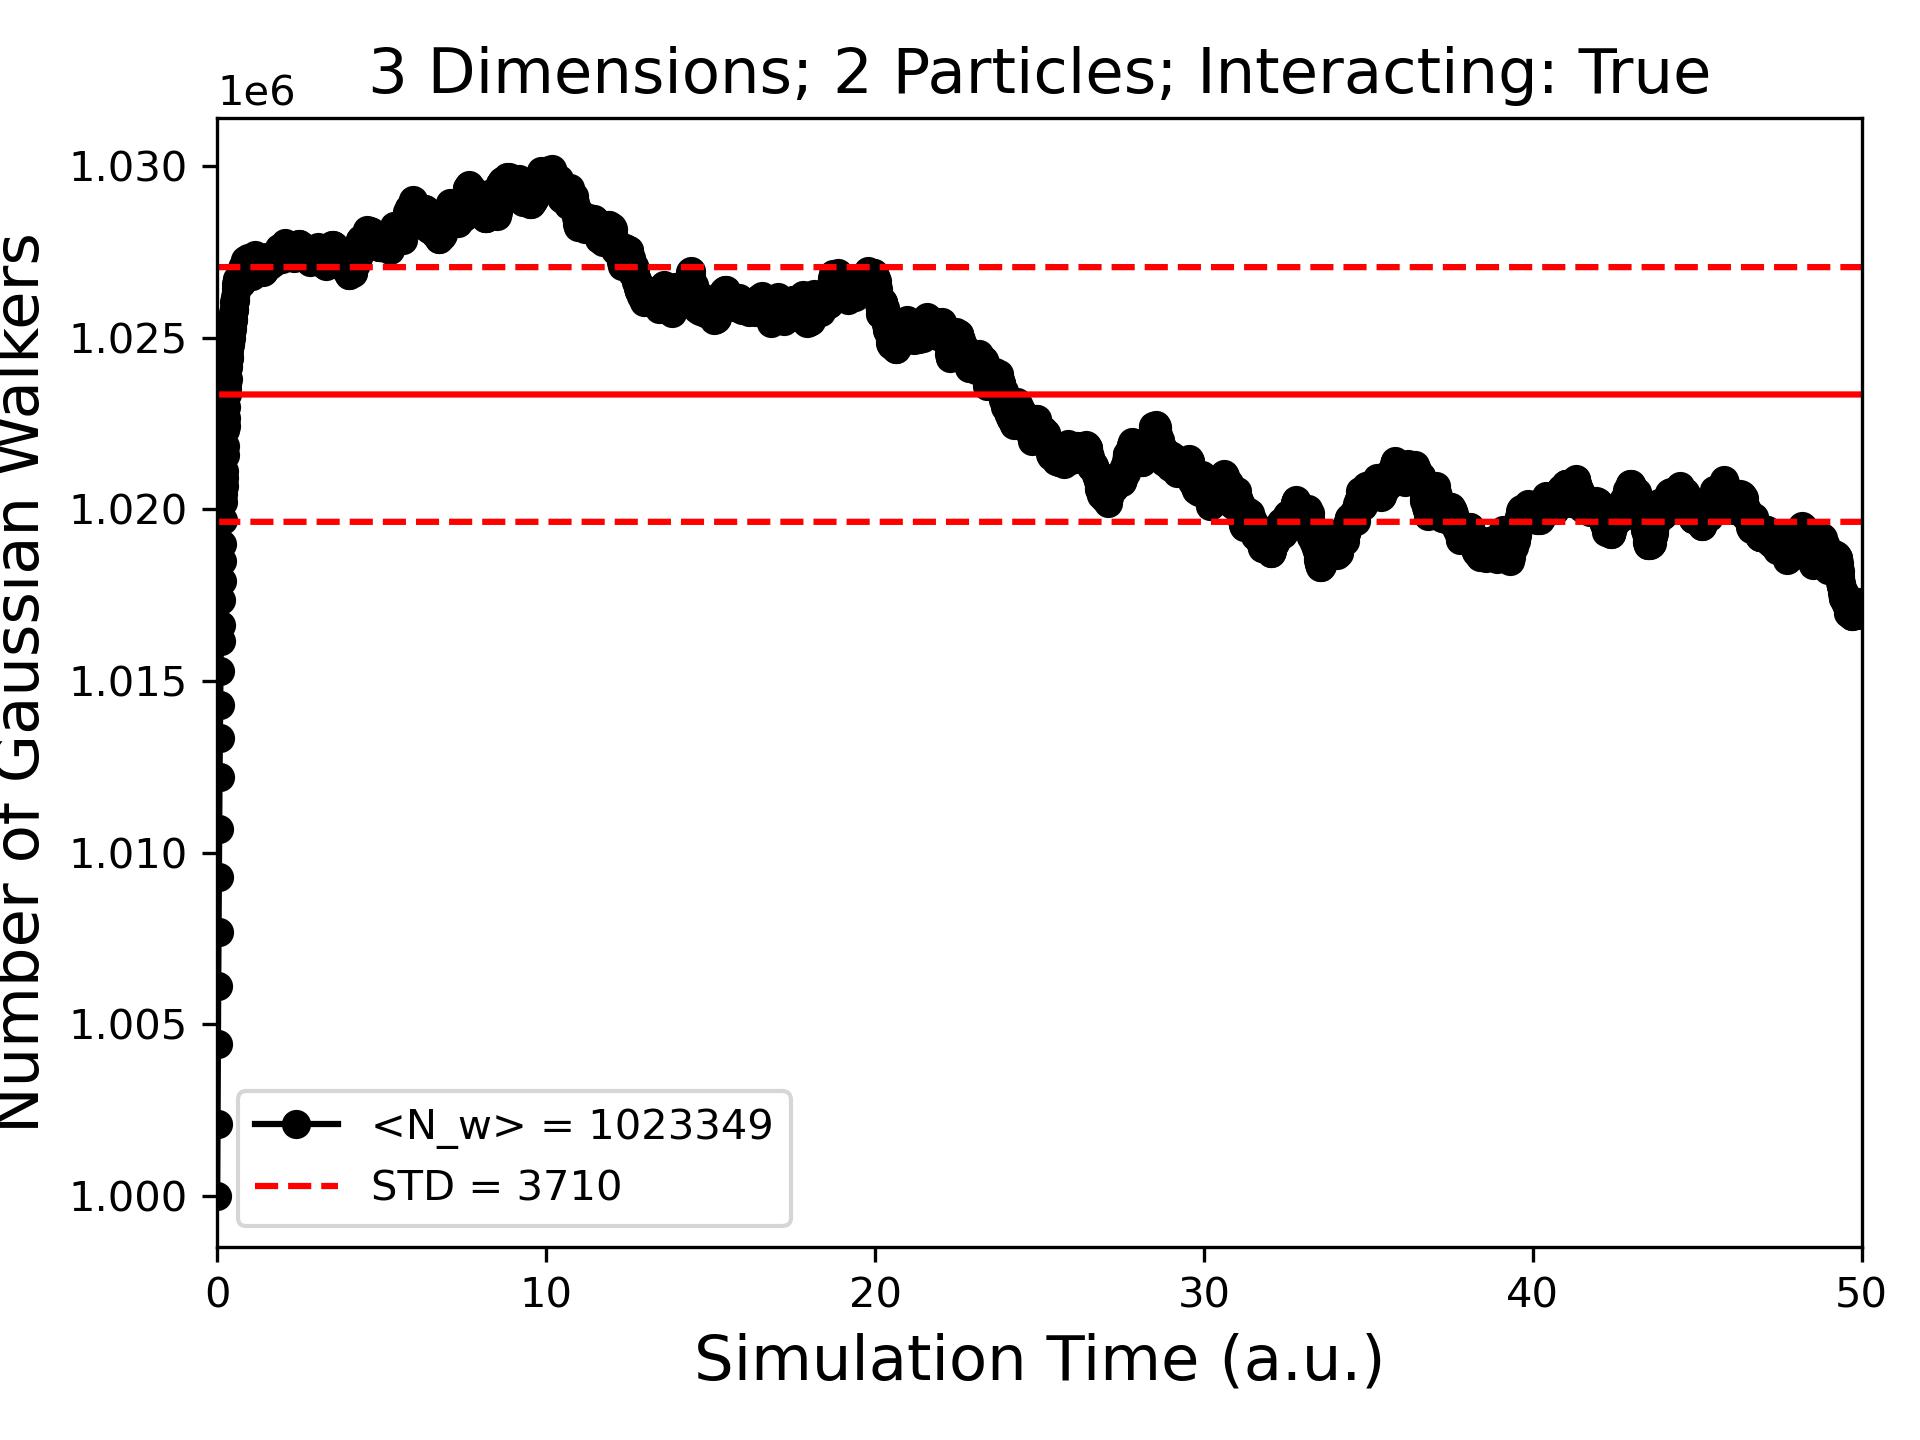 3 Dimensions; 2 Particles; Interacting: True
1e6
1.030
1.025
1.020
1.015
1.010
1.005
1.000
Number of Gaussian Walkers
<N_w> = 1023349
STD = 3710
0 10 20 30 40 50
Simulation Time (a.u.)